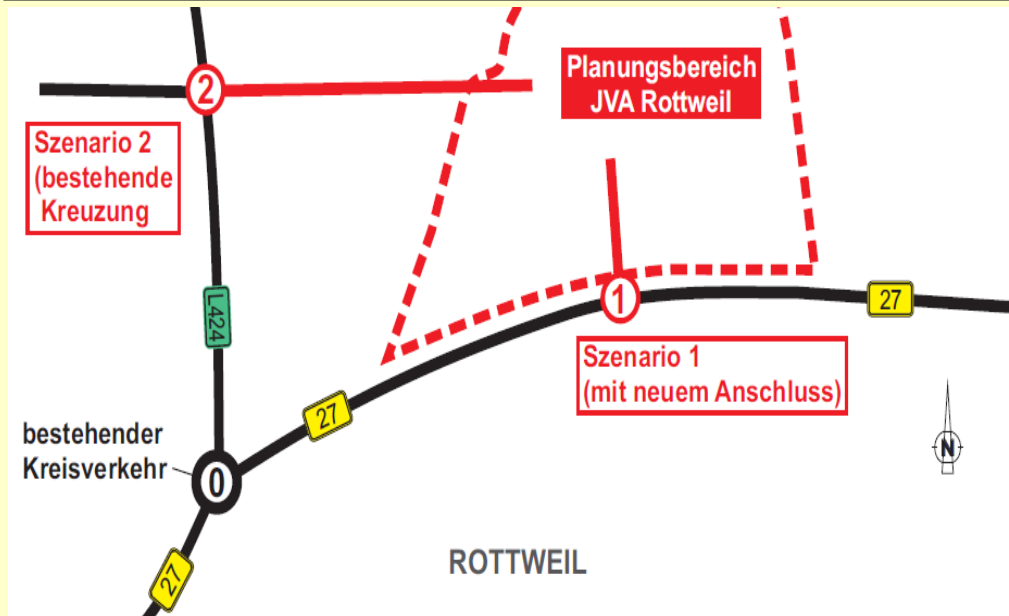 2
Planungsbereich
JVA Rottweil
Szenario 2
(bestehende
Kreuzung
L424
1
27
Szenario 1
(mit neuem Anschluss)
27
bestehender
Kreisverkehr
0
N
27
ROTTWEIL